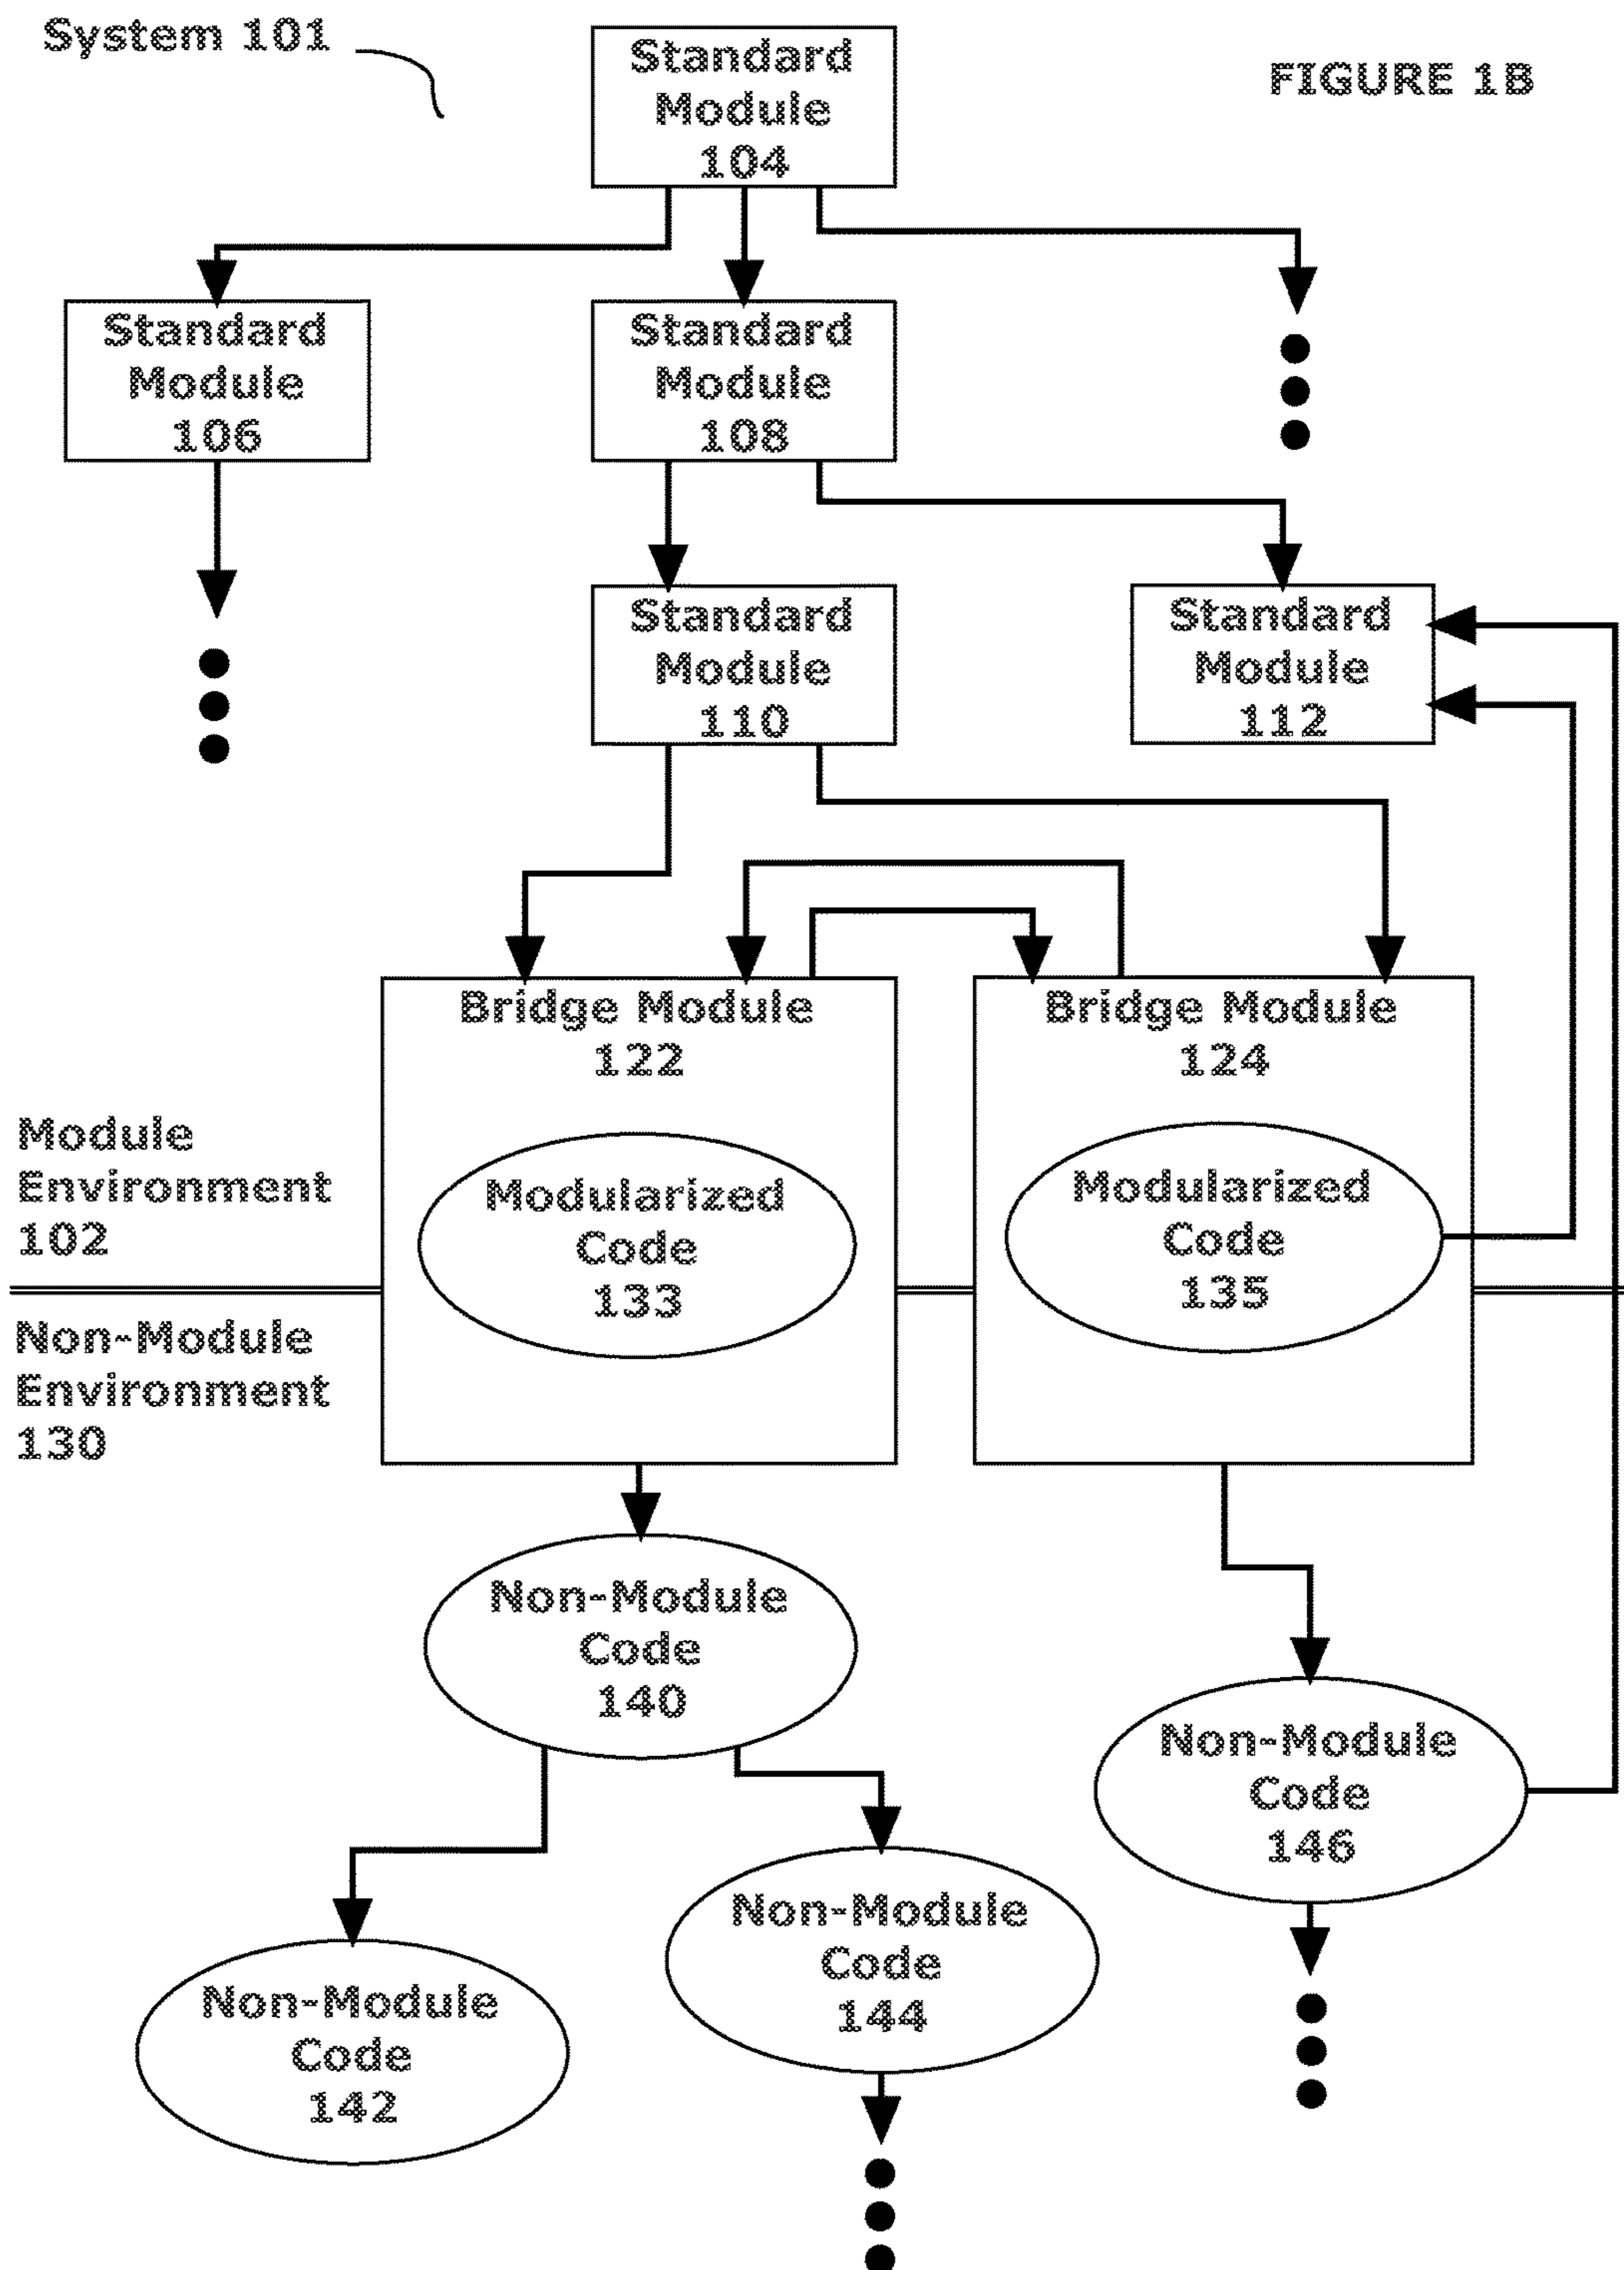 System 101
FIGURE 1B
Standard
Module
104
Standard
Module
106
Standard
Module
108
Standard
Module
110
Standard
Module
112
Bridge Module
122
Modularized
Code
133
Bridge Module
124
Modularized
Code
135
Module
Environment
102
Non-Module
Environment
130
Non-Module
Code
140
Non-Module
Code
146
Non-Module
Code
144
Non-Module
Code
142